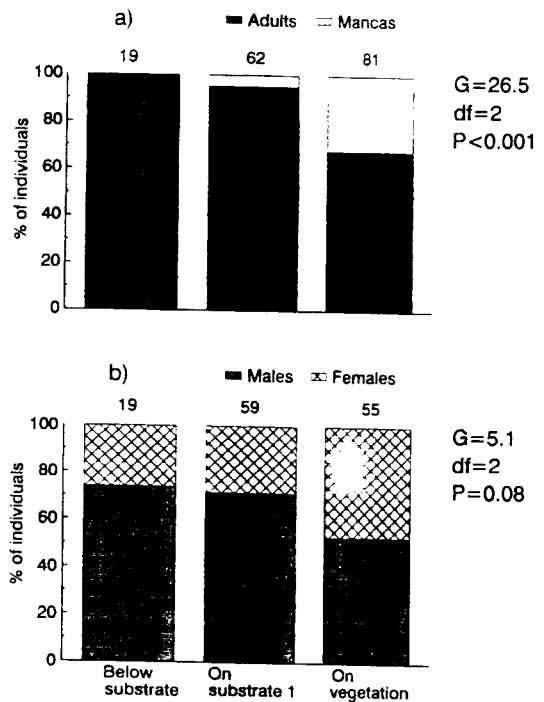 a)
Adults Mancas
19 62 81
100
80
60
40
20
0
% of individuals
G=26.5
df=2
P<0.001
b)
Males Females
19 59 55
100
80
60
40
20
0
% of individuals
G=5.1
df=2
P=0.08
Below substrate
On substrate 1
On vegetation